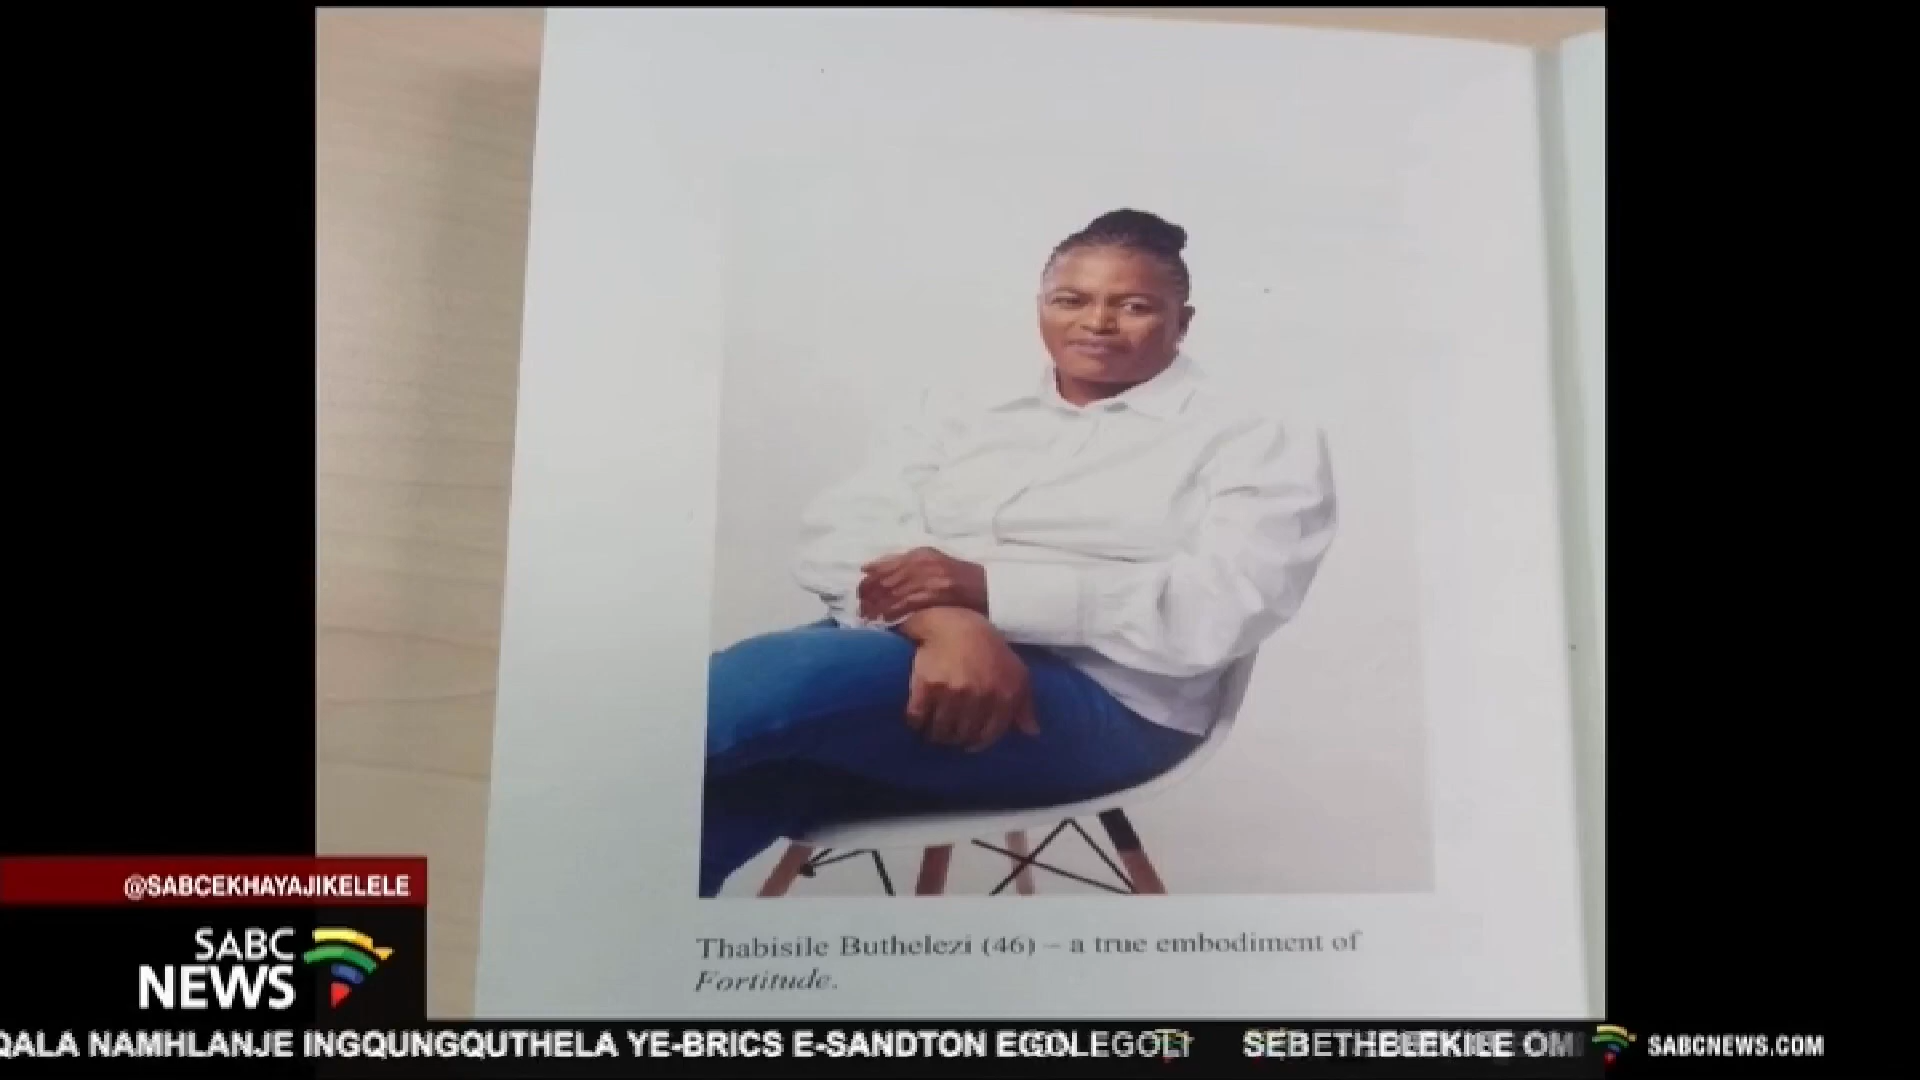 Thabisile Buthelezi (46) – a true embodiment of
Fortitude.
@SABCEKHAYAJIKELELE
SABC
NEWS
QALA NAMHLANJE INGQUNGQUTHELA YE-BRICS E-SANDTON EGOLI
SABCNEWS.COM